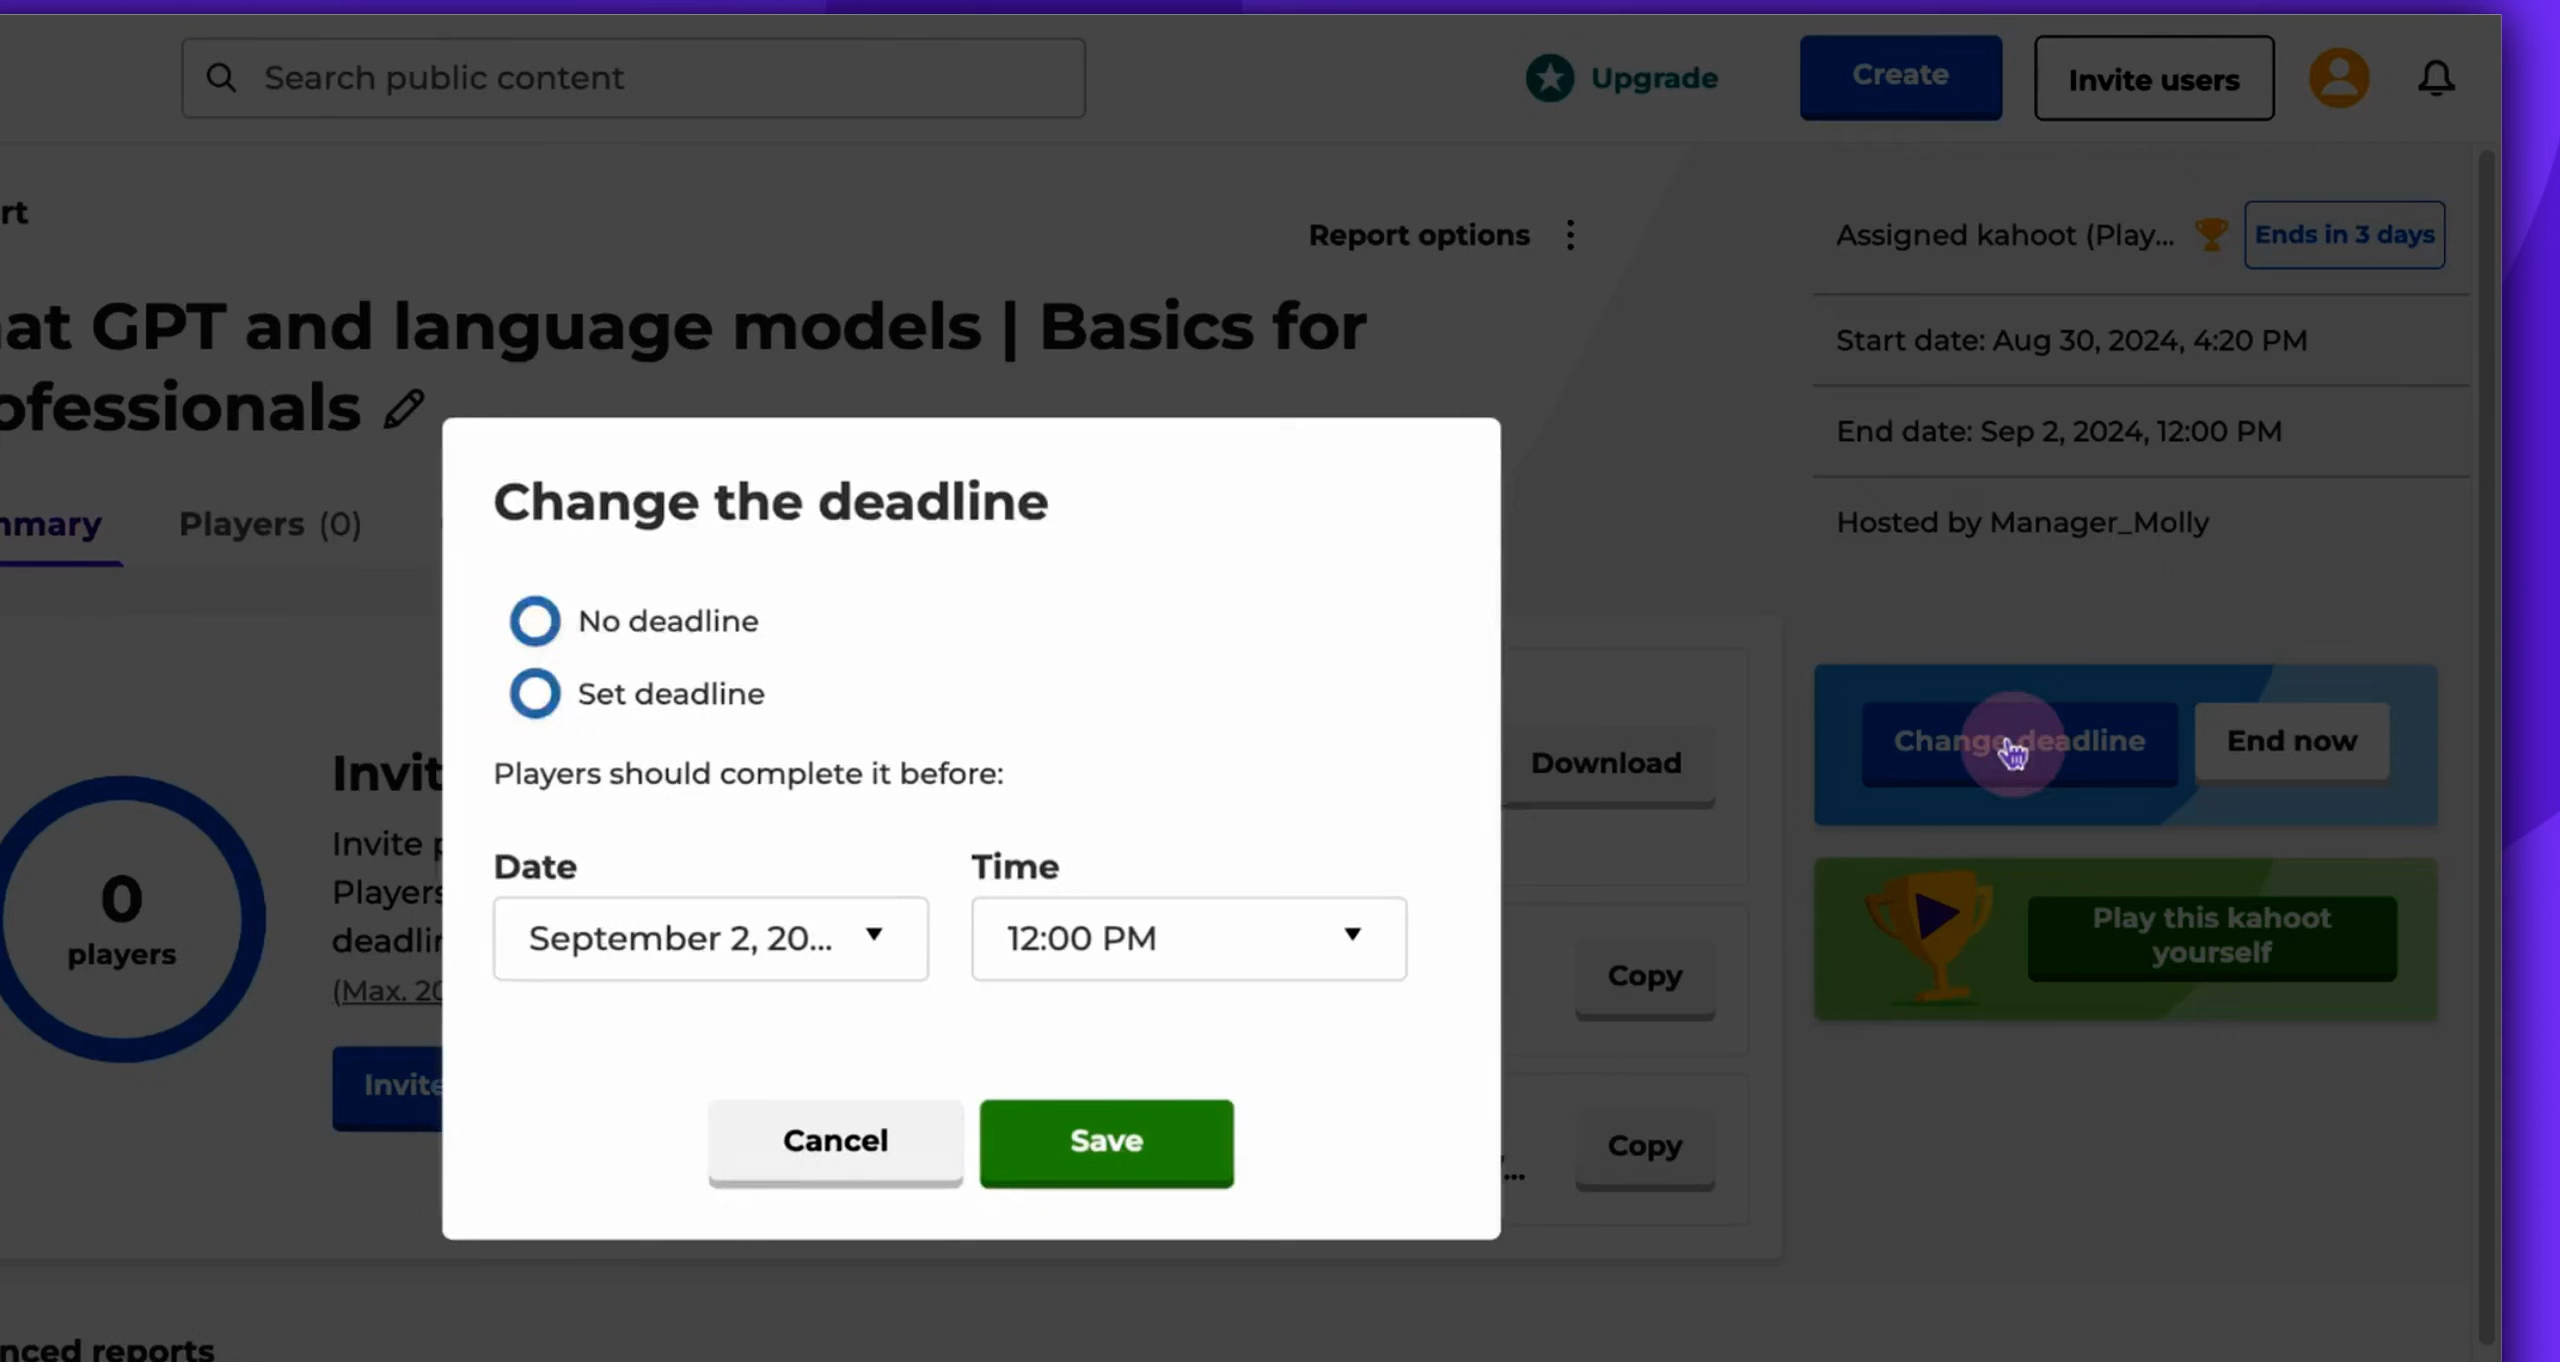 Search public content
Upgrade
Create
Invite users
rt
Report options
Assigned kahoot (Play...
Ends in 3 days
at GPT and language models | Basics for
ofessionals
Start date: Aug 30, 2024, 4:20 PM
End date: Sep 2, 2024, 12:00 PM
Hosted by Manager_Molly
mmary
Players (0)
Change the deadline
No deadline
Set deadline
Players should complete it before:
Date
Time
September 2, 20...
12:00 PM
Cancel
Save
0
players
Invit
Invite p
Players
deadlin
(Max. 20
Invite
Download
Copy
...
Copy
Change deadline
End now
Play this kahoot
yourself
nced reports